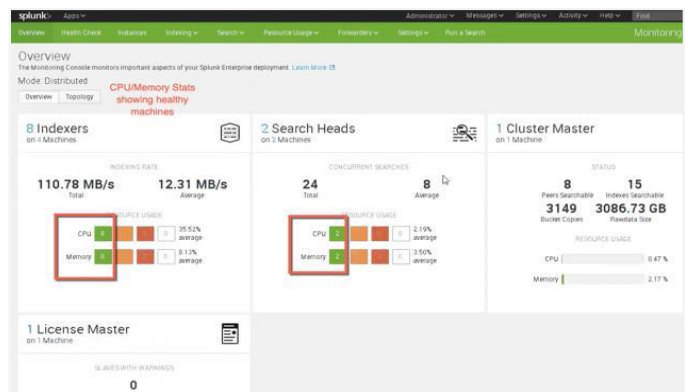 splunk> Apps
Administrator Messages Settings Activity Help Find
Overview Health Check Instances Indexing Search Resource Usage Forwarders Settings Run a Search Monitoring
Overview
The Monitoring Console monitors important aspects of your Splunk Enterprise deployment. Learn More
Mode: Distributed
Overview Topology
CPU/Memory Stats
showing healthy
machines
8 Indexers
on 4 Machines
INDEXING RATE
110.78 MB/s 12.31 MB/s
Total Average
RESOURCE USAGE
CPU 8 35.52%
average
Memory 8 8.13%
average
2 Search Heads
on 2 Machines
CONCURRENT SEARCHES
24 8
Total Average
RESOURCE USAGE
CPU 2 2.19%
average
Memory 2 3.50%
average
1 Cluster Master
on 1 Machine
STATUS
8 15
Peers Searchable Indexes Searchable
3149 3086.73 GB
Bucket Copies Rawdata Size
RESOURCE USAGE
CPU 0.47 %
Memory 2.17 %
1 License Master
on 1 Machine
SLAVES WITH WARNINGS
0